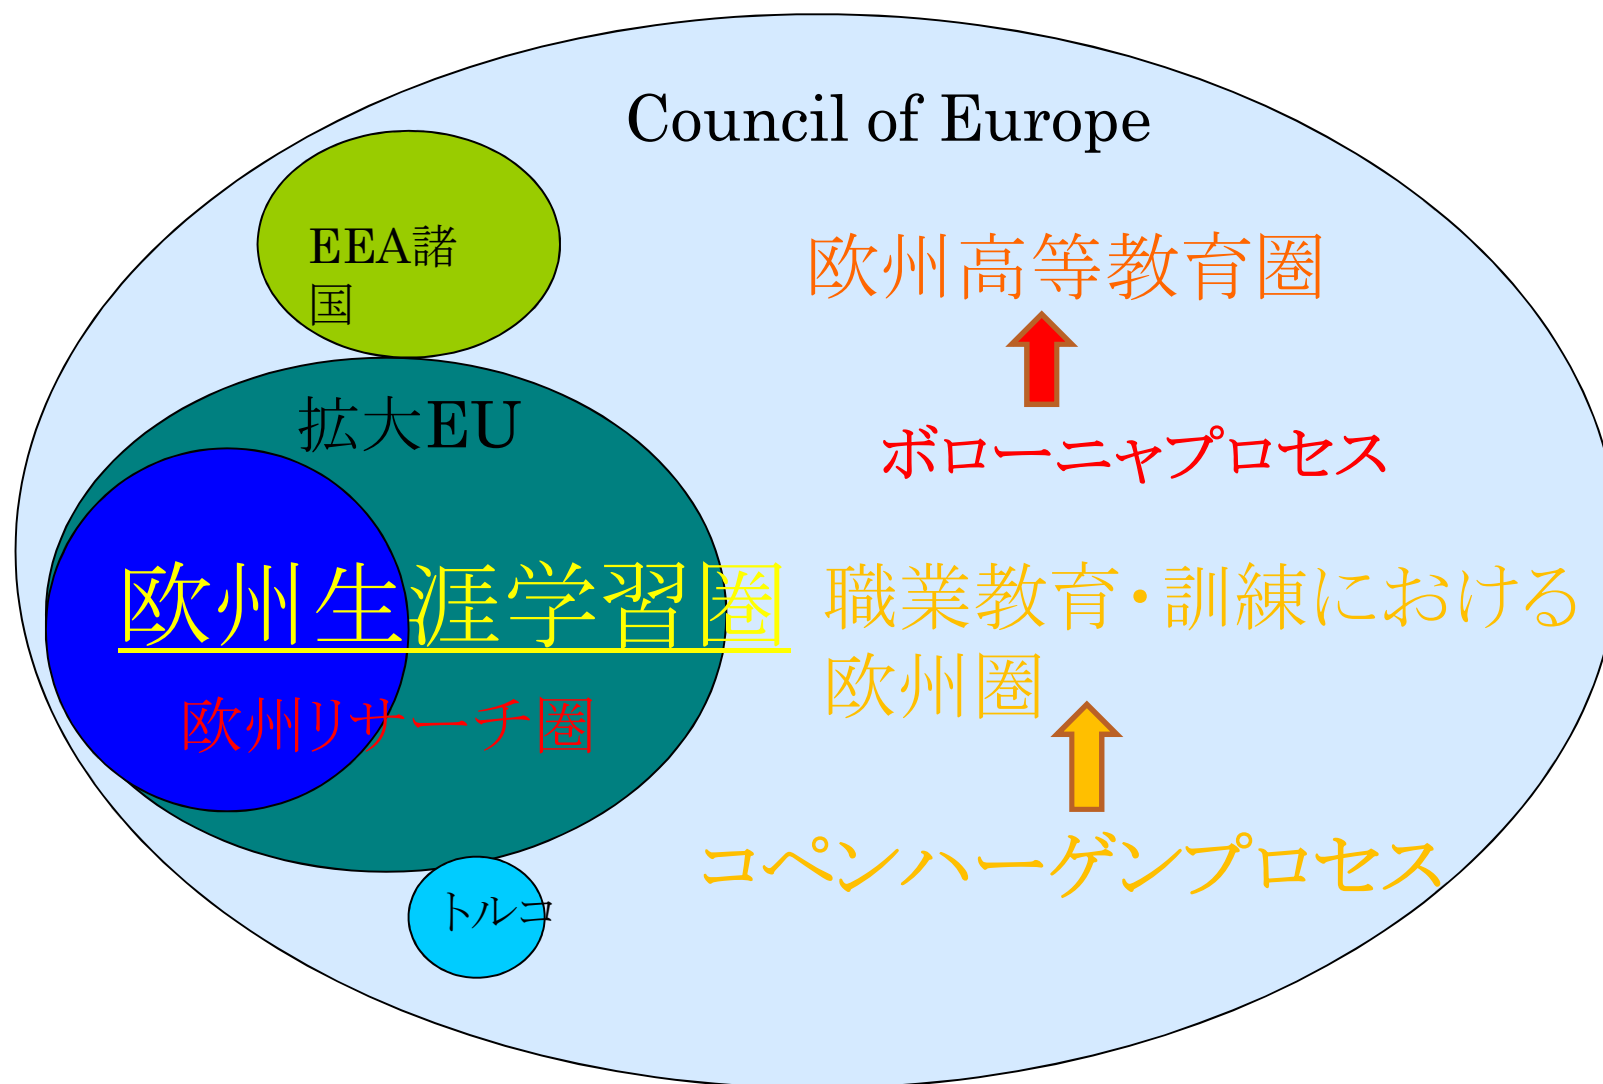 Council of Europe
EEA諸
国
欧州高等教育圏
拡大EU
ボローニャプロセス
欧州生涯学習圏
職業教育・訓練における
欧州圏
欧州リサーチ圏
コペンハーゲンプロセス
トルコ